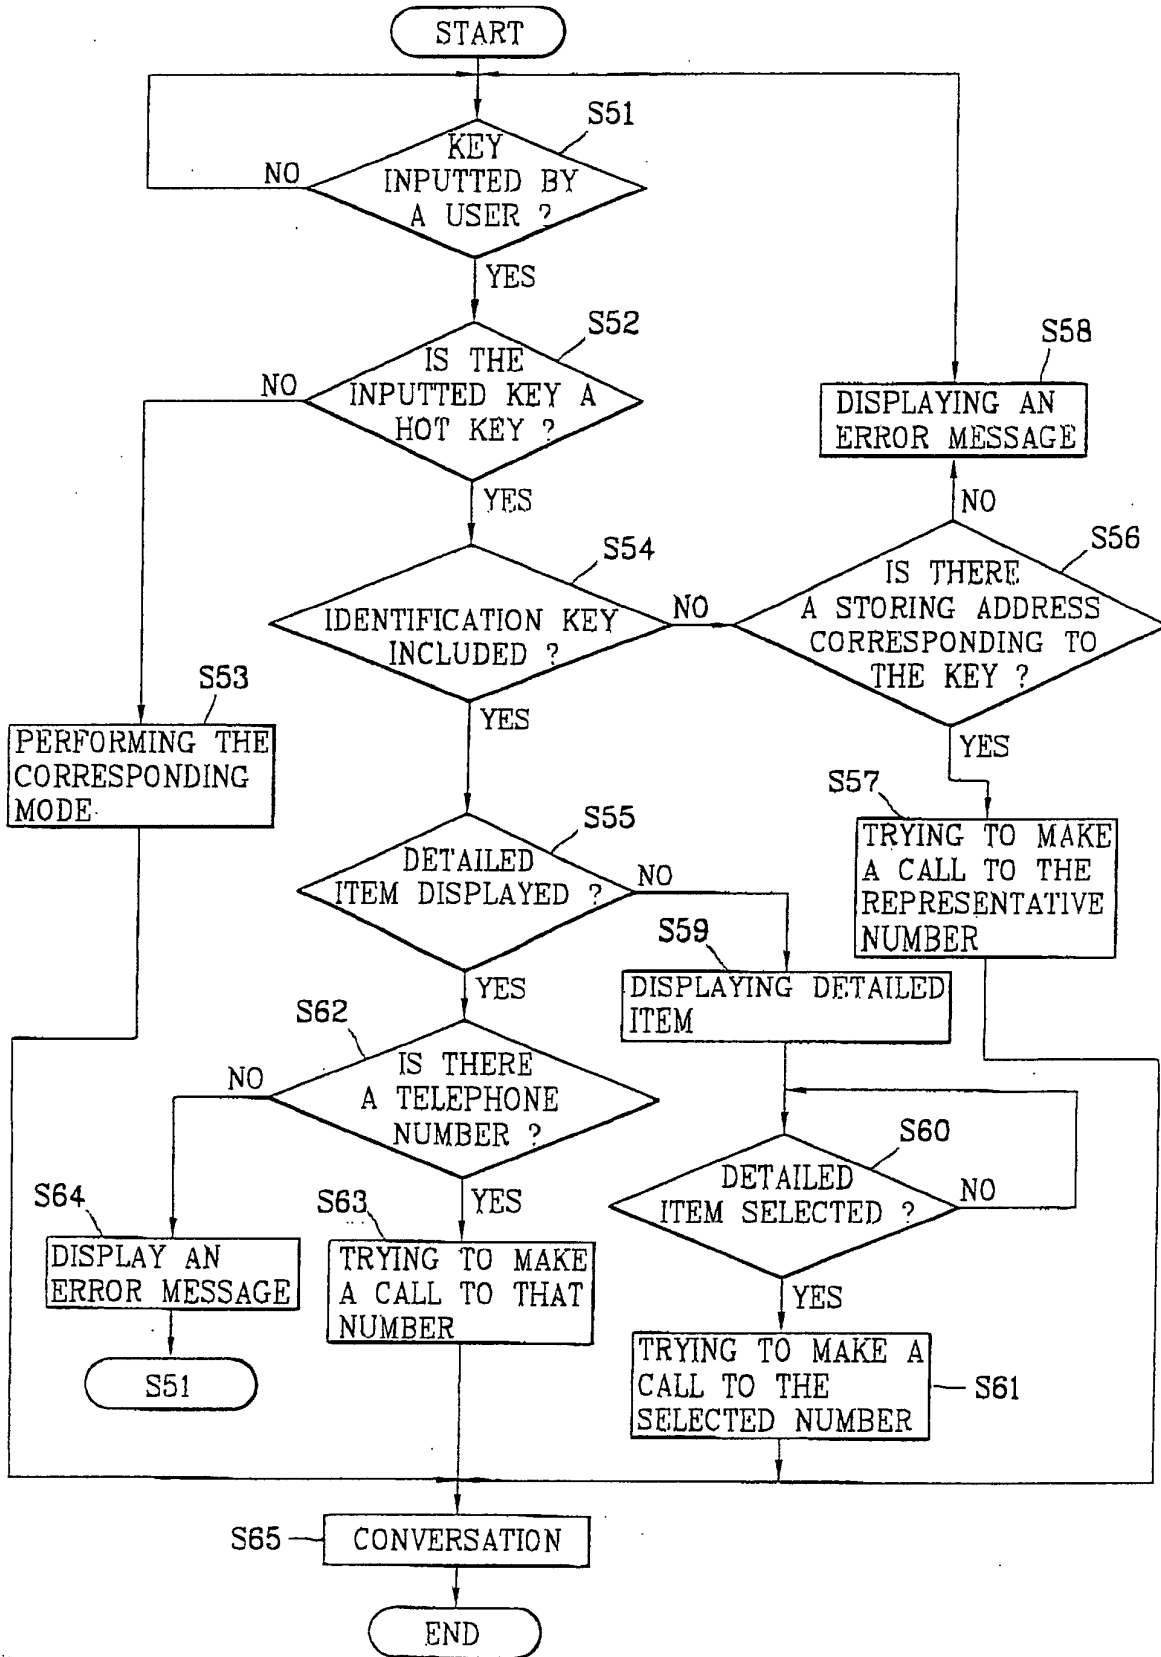 START
S51
KEY
INPUTTED BY
A USER ?
NO
YES
S52
IS THE
INPUTTED KEY A
HOT KEY ?
NO
YES
S58
DISPLAYING AN
ERROR MESSAGE
NO
S54
IDENTIFICATION KEY
INCLUDED ?
NO
YES
S56
IS THERE
A STORING ADDRESS
CORRESPONDING TO
THE KEY ?
YES
S53
PERFORMING THE
CORRESPONDING
MODE
S57
TRYING TO MAKE
A CALL TO THE
REPRESENTATIVE
NUMBER
S55
DETAILED
ITEM DISPLAYED ?
NO
YES
S59
DISPLAYING DETAILED
ITEM
S62
IS THERE
A TELEPHONE
NUMBER ?
NO
YES
S60
DETAILED
ITEM SELECTED ?
NO
YES
S64
DISPLAY AN
ERROR MESSAGE
S51
S63
TRYING TO MAKE
A CALL TO THAT
NUMBER
TRYING TO MAKE A
CALL TO THE
SELECTED NUMBER
S61
S65
CONVERSATION
END